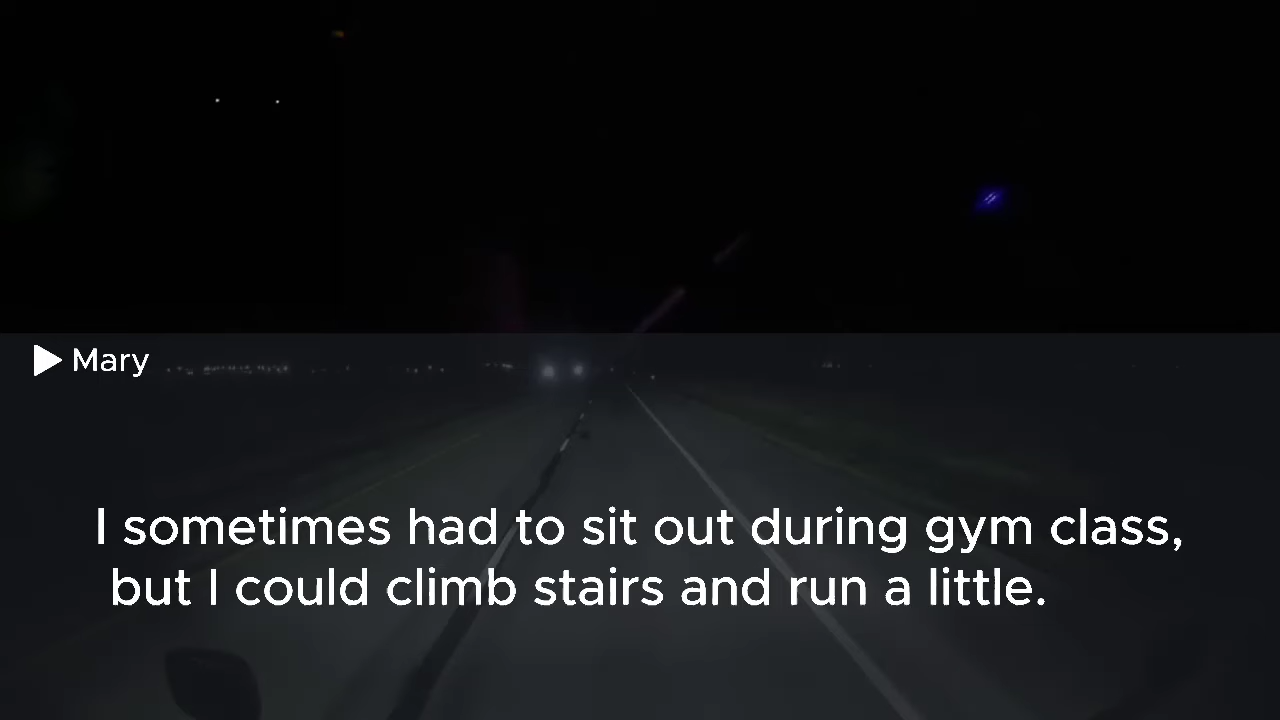 Mary
I sometimes had to sit out during gym class,
but I could climb stairs and run a little.